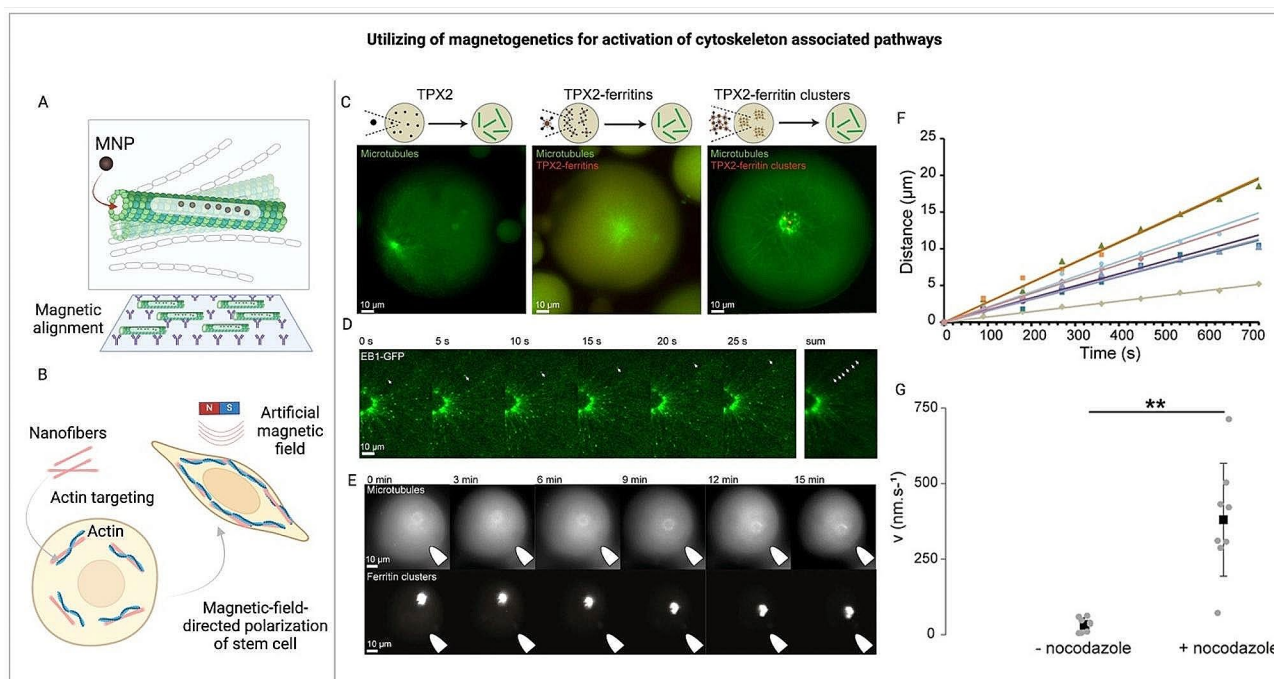 Utilizing of magnetogenetics for activation of cytoskeleton associated pathways
A
MNP
Magnetic
alignment
B
Nanofibers
Actin targeting
Actin
N S
Artificial
magnetic
field
Magnetic-field-
directed polarization
of stem cell
C
TPX2
TPX2-ferritins
TPX2-ferritin clusters
Microtubules
10 µm
Microtubules
TPX2-ferritins
10 µm
Microtubules
TPX2-ferritin clusters
10 µm
D
0 s 5 s 10 s 15 s 20 s 25 s sum
EB1-GFP
10 µm
10 µm
E
0 min 3 min 6 min 9 min 12 min 15 min
Microtubules
10 µm
Ferritin clusters
10 µm
F
25
20
15
10
5
0
Distance (µm)
0 100 200 300 400 500 600 700
Time (s)
G
**
750
500
250
0
v (nm.s⁻¹)
- nocodazole + nocodazole